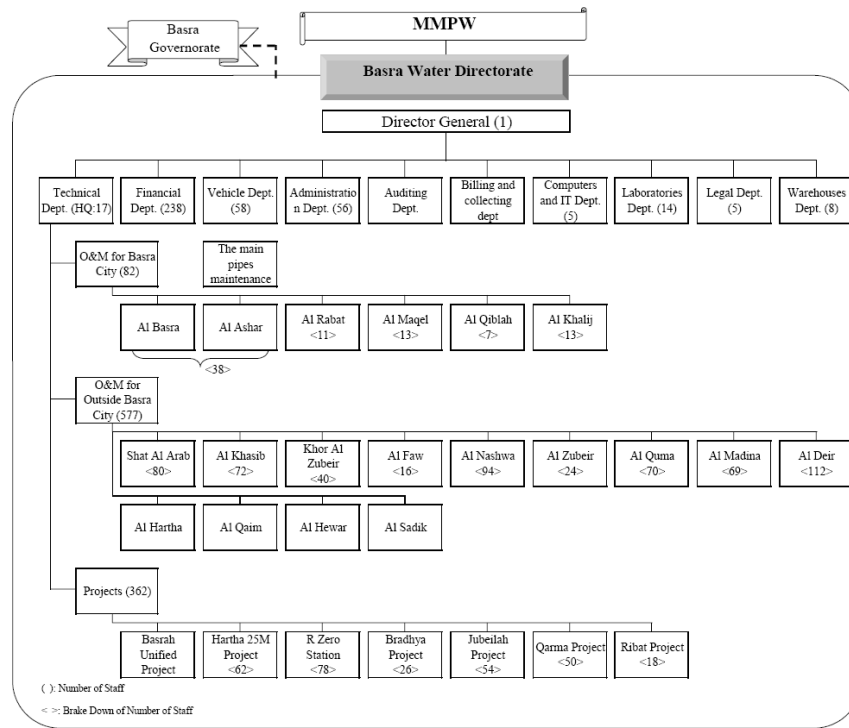 Basra
Governorate
MMPW
Basra Water Directorate
Director General (1)
Technical
Dept. (HQ:17)
Financial
Dept. (238)
Vehicle Dept.
(58)
Administratio
n Dept. (56)
Auditing
Dept.
Billing and
collecting dept
Computers
and IT Dept.
(5)
Laboratories
Dept. (14)
Legal Dept.
(5)
Warehouses
Dept. (8)
O&M for Basra
City (82)
The main
pipes
maintenance
Al Basra
Al Ashar
Al Rabat
<11>
Al Maqel
<13>
Al Qiblah
<7>
Al Khalij
<13>
<38>
O&M for
Outside Basra
City (577)
Shat Al Arab
<80>
Al Khasib
<72>
Khor Al
Zubeir
<40>
Al Faw
<16>
Al Nashwa
<94>
Al Zubeir
<24>
Al Quma
<70>
Al Madina
<69>
Al Deir
<112>
Al Hartha
Al Qaim
Al Hewar
Al Sadik
Projects (362)
Basrah
Unified
Project
Hartha 25M
Project
<62>
R Zero
Station
<78>
Bradhya
Project
<26>
Jubeilah
Project
<54>
Qarma Project
<50>
Ribat Project
<18>
( ): Number of Staff
< >: Brake Down of Number of Staff